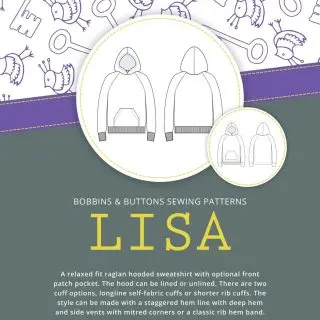 BOBBINS & BUTTONS SEWING PATTERNS
LISA
A relaxed fit raglan hooded sweatshirt with optional front
patch pocket. The hood can be lined or unlined. There are two
cuff options, longline self-fabric cuffs or shorter rib cuffs. The
style can be made with a staggered hem line with deep hem
and side vents with mitred corners or a classic rib hem band.